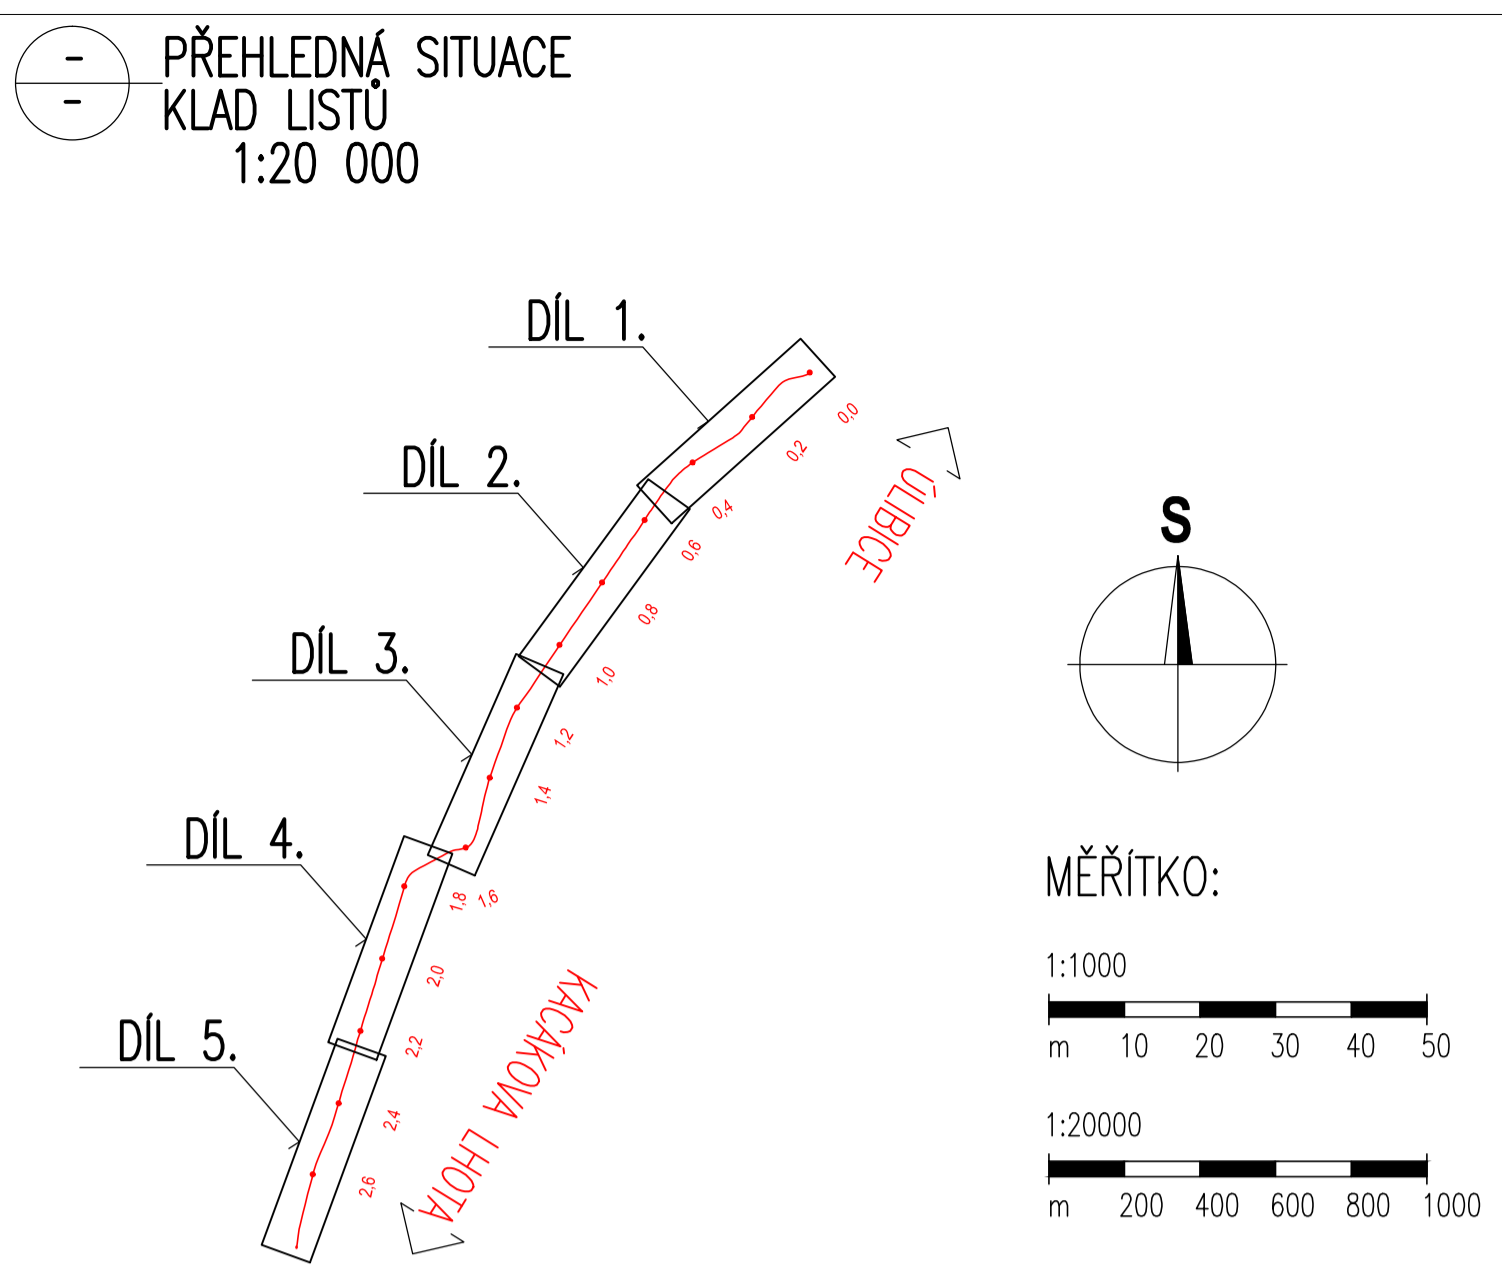 -
-
PŘEHLEDNÁ SITUACE
KLAD LISTŮ
1:20 000
DÍL 1.
DÍL 2.
DÍL 3.
DÍL 4.
DÍL 5.
0,0
0,2
0,4
0,6
0,8
1,0
1,2
1,4
1,6
1,8
2,0
2,2
2,4
2,6
ÚLIBICE
KACÁKOVA LHOTA
S
MĚŘÍTKO:
1:1000
m 10 20 30 40 50
1:20000
m 200 400 600 800 1000